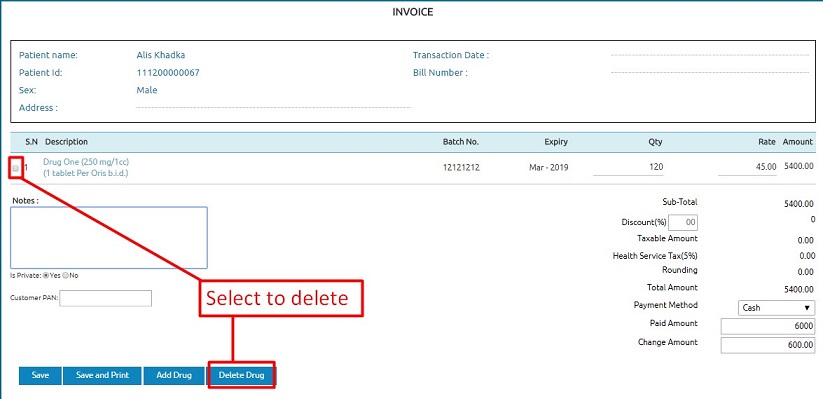 INVOICE
Patient name: Alis Khadka Transaction Date :
Patient Id: 111200000067 Bill Number :
Sex: Male
Address :
S.N Description Batch No. Expiry Qty Rate Amount
1 Drug One (250 mg/1cc) 12121212 Mar - 2019 120 45.00 5400.00
(1 tablet Per Oris b.i.d.)
Notes : Sub-Total 5400.00
Discount(%) 00 0
Taxable Amount 0.00
Health Service Tax(5%) 0.00
Is Private: Yes No Rounding 0.00
Total Amount 5400.00
Customer PAN: Payment Method Cash
Select to delete
Paid Amount 6000
Change Amount 600.00
Save Save and Print Add Drug Delete Drug